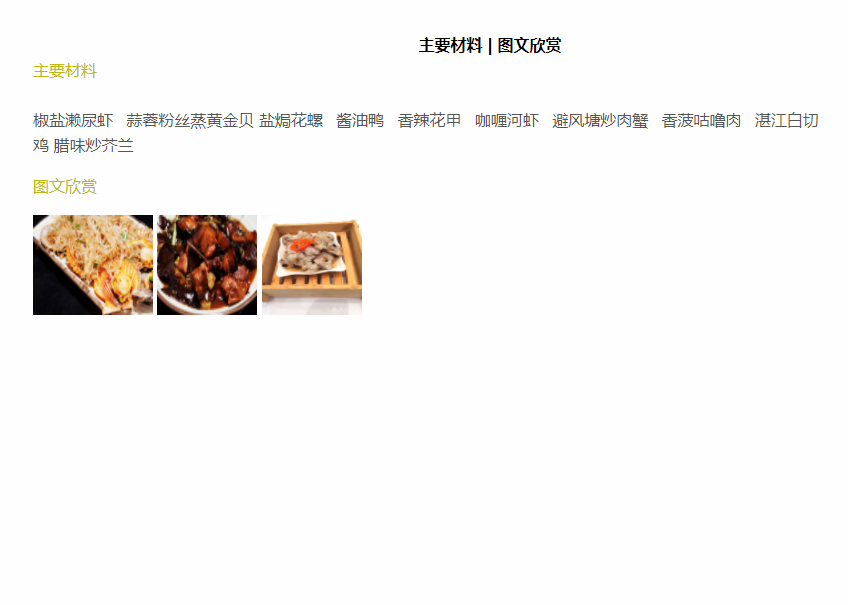 主要材料 | 图文欣赏
主要材料
椒盐濑尿虾 蒜蓉粉丝蒸黄金贝 盐焗花螺 酱油鸭 香辣花甲 咖喱河虾 避风塘炒肉蟹 香菠咕噜肉 湛江白切
鸡 腊味炒芥兰
图文欣赏